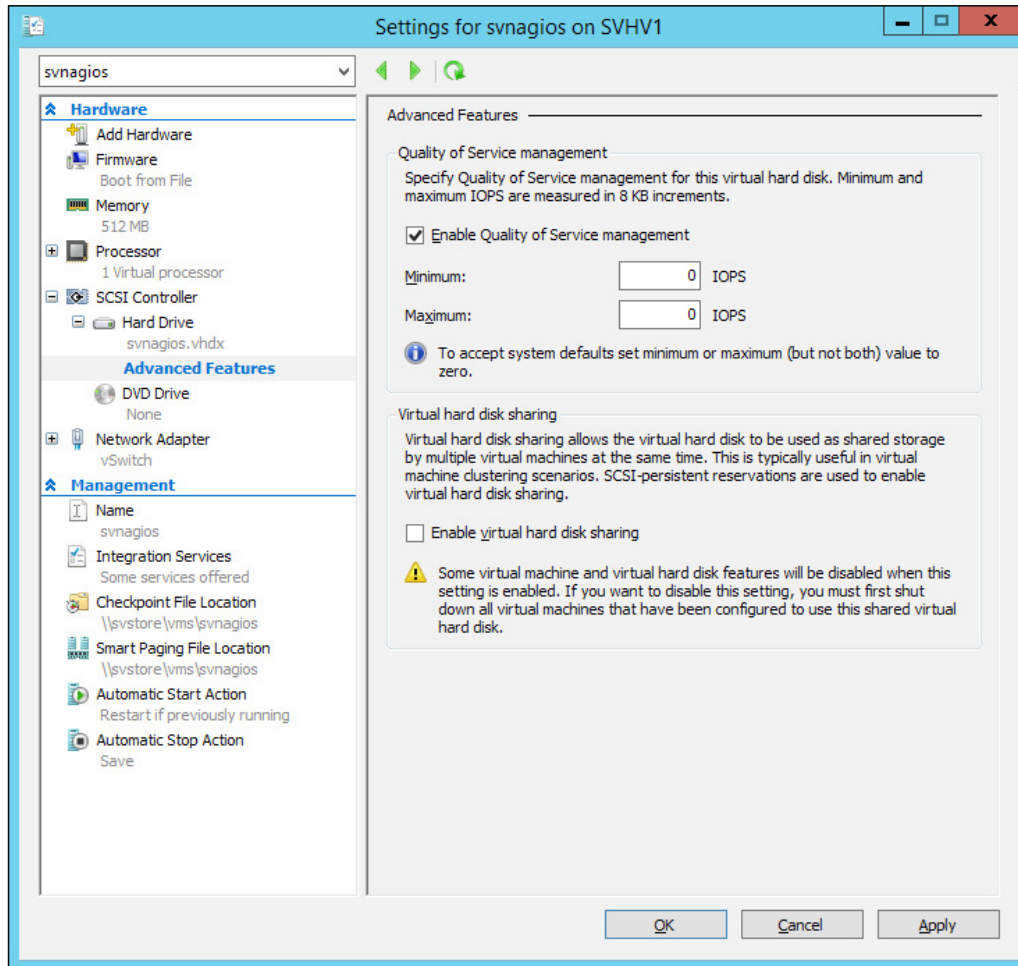 Settings for svnagios on SVHV1
svnagios
Hardware
Add Hardware
Firmware
Boot from File
Memory
512 MB
Processor
1 Virtual processor
SCSI Controller
Hard Drive
svnagios.vhdx
Advanced Features
DVD Drive
None
Network Adapter
vSwitch
Management
Name
svnagios
Integration Services
Some services offered
Checkpoint File Location
\\svstore\vms\svnagios
Smart Paging File Location
\\svstore\vms\svnagios
Automatic Start Action
Restart if previously running
Automatic Stop Action
Save
Advanced Features
Quality of Service management
Specify Quality of Service management for this virtual hard disk. Minimum and
maximum IOPS are measured in 8 KB increments.
Enable Quality of Service management
Minimum: 0 IOPS
Maximum: 0 IOPS
To accept system defaults set minimum or maximum (but not both) value to
zero.
Virtual hard disk sharing
Virtual hard disk sharing allows the virtual hard disk to be used as shared storage
by multiple virtual machines at the same time. This is typically useful in virtual
machine clustering scenarios. SCSI-persistent reservations are used to enable
virtual hard disk sharing.
Enable virtual hard disk sharing
Some virtual machine and virtual hard disk features will be disabled when this
setting is enabled. If you want to disable this setting, you must first shut
down all virtual machines that have been configured to use this shared virtual
hard disk.
OK Cancel Apply